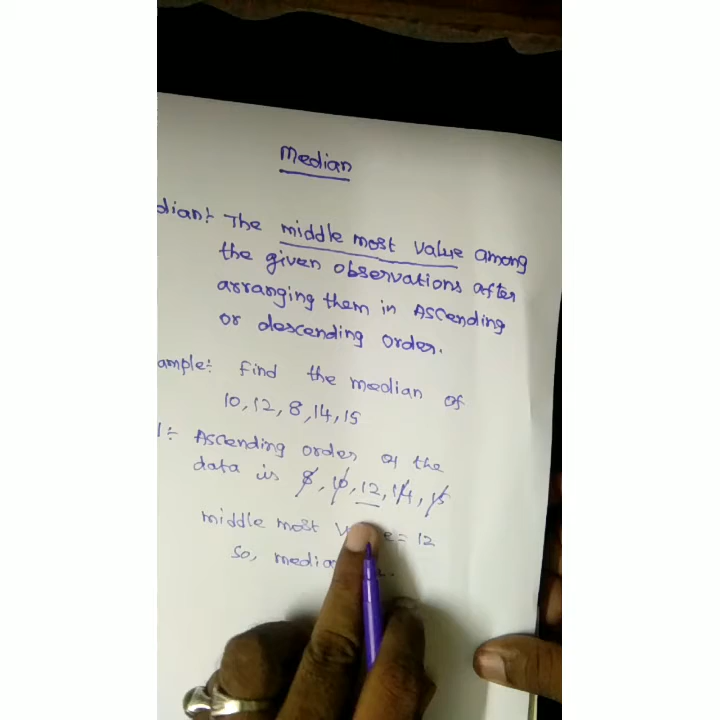 Median
dian:- The middle most value among
the given observations after
arranging them in Ascending
or descending order.
ample:- Find the median of
10, 12, 8, 14, 15
1:- Ascending order of the
data is 8, 10, 12, 14, 15
middle most = 12
So,